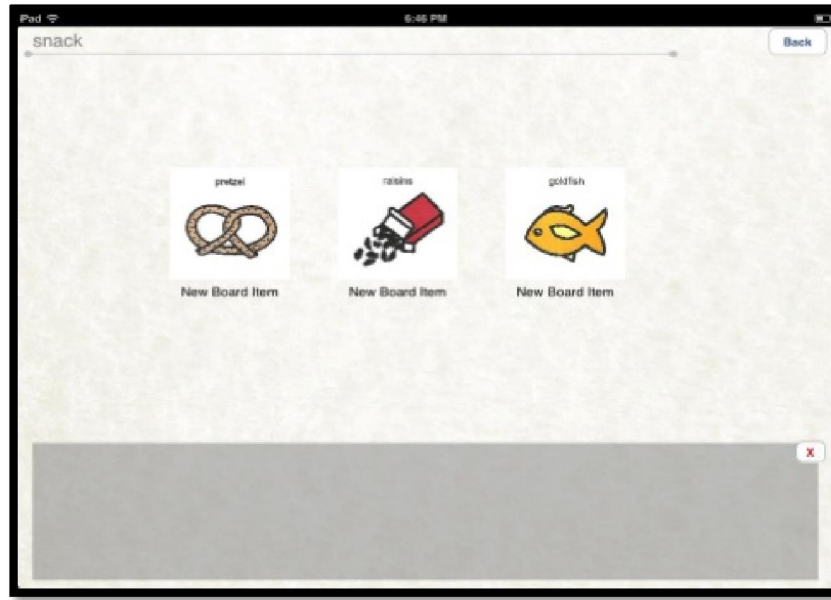 iPad 6:46 PM
snack Back
pretzel raisins goldfish
New Board Item New Board Item New Board Item
X